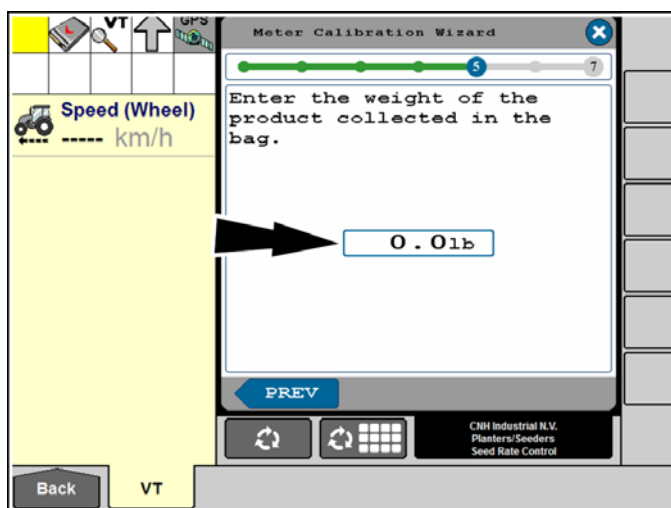 VT
GPS
L
Meter Calibration Wizard
5
7
Speed (Wheel)
----- km/h
Enter the weight of the
product collected in the
bag.
0.0lb
PREV
CNH Industrial N.V.
Planters/Seeders
Seed Rate Control
Back
VT